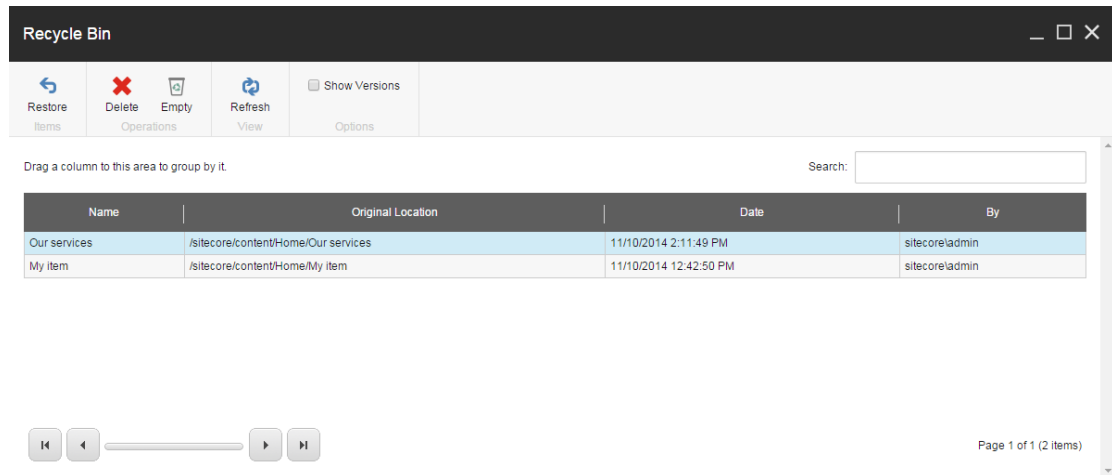 Recycle Bin
Restore Delete Empty Refresh Show Versions
Items Operations View Options
Drag a column to this area to group by it. Search:
Name Original Location Date By
Our services /sitecore/content/Home/Our services 11/10/2014 2:11:49 PM sitecore\admin
My item /sitecore/content/Home/My item 11/10/2014 12:42:50 PM sitecore\admin
Page 1 of 1 (2 items)